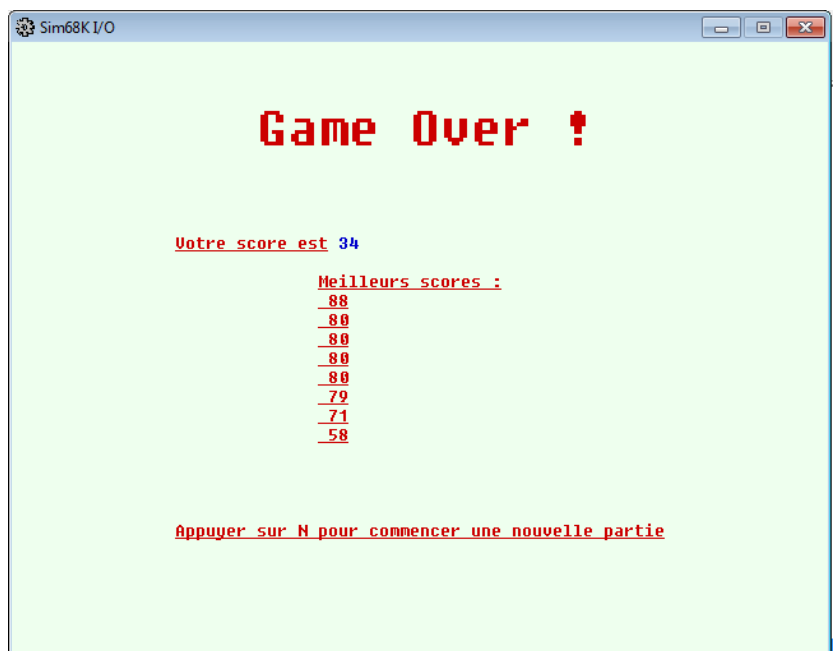 Sim68K I/O
Game Over !
Votre score est 34
Meilleurs scores :
88
80
80
80
80
79
71
58
Appuyer sur N pour commencer une nouvelle partie